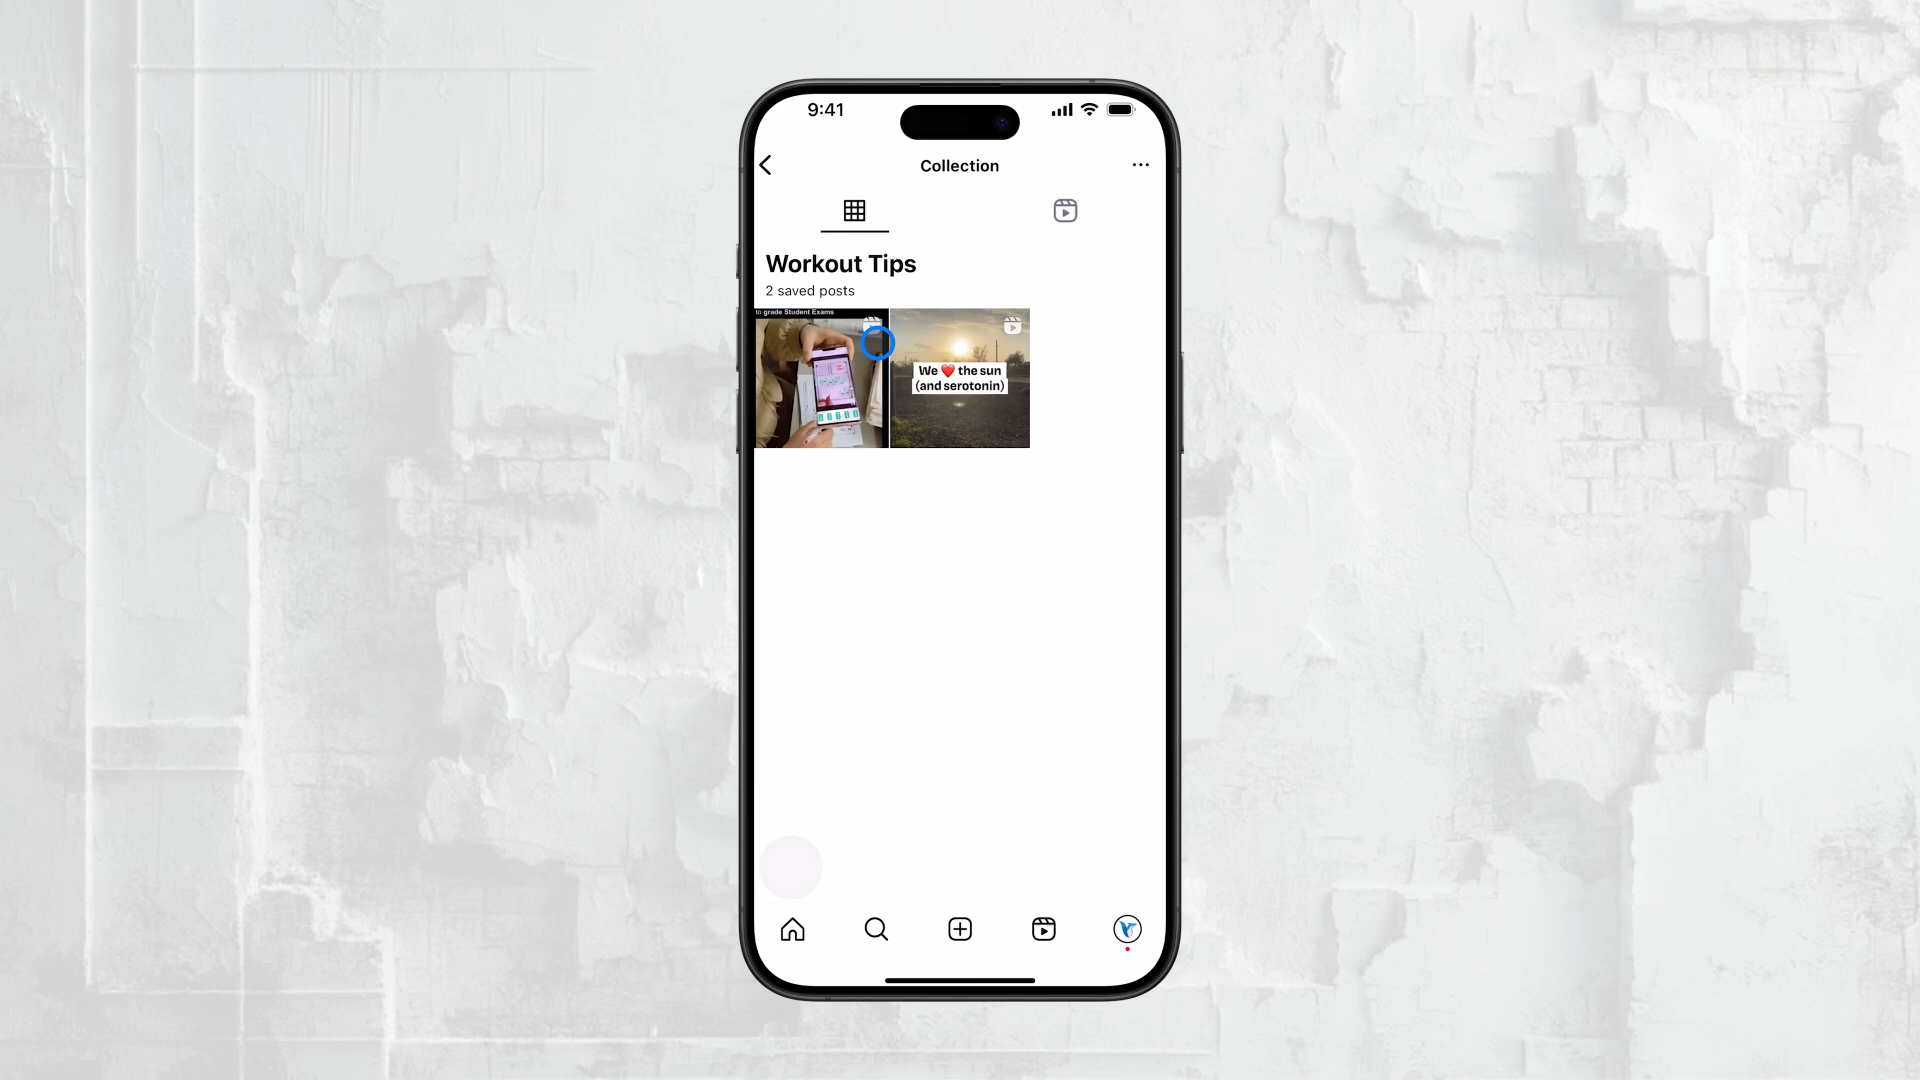 9:41
Collection
Workout Tips
2 saved posts
to grade Student Exams
We ❤️ the sun
(and serotonin)